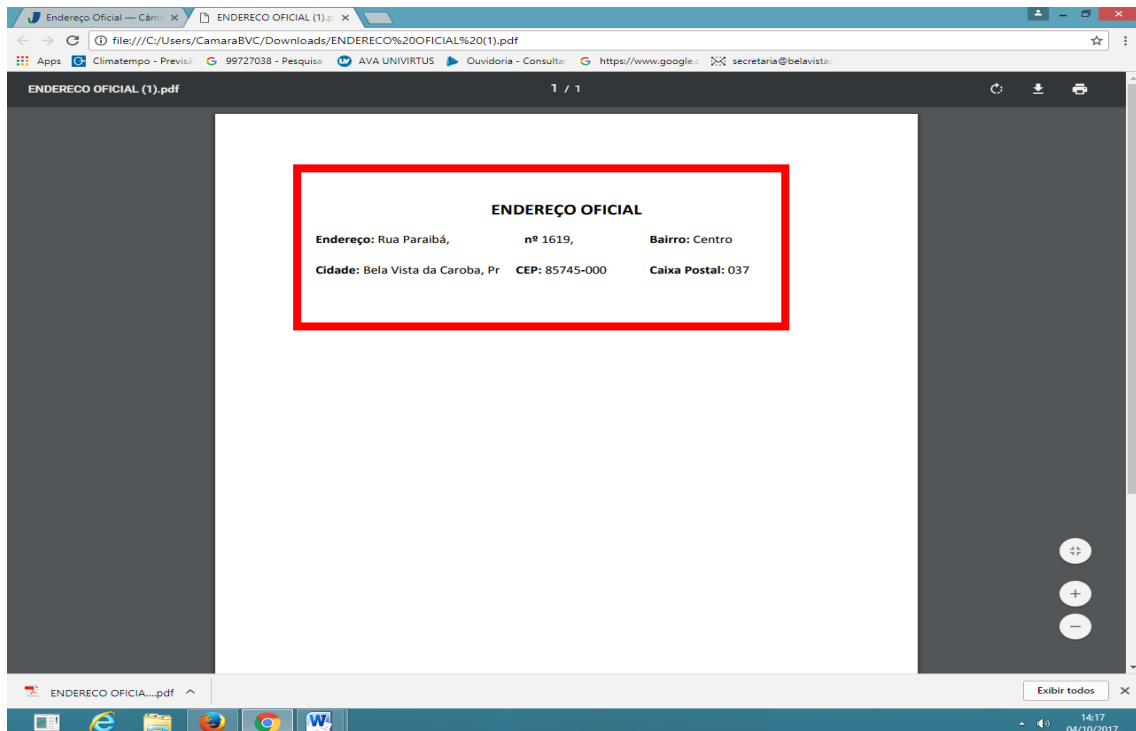 Endereço Oficial — Câm
ENDERECO OFICIAL (1).p
file:///C:/Users/CamaraBVC/Downloads/ENDERECO%20OFICIAL%20(1).pdf
Apps Climatempo - Previsã 99727038 - Pesquisa AVA UNIVIRTUS Ouvidoria - Consulta https://www.google.c secretaria@belavista
ENDERECO OFICIAL (1).pdf 1 / 1
ENDEREÇO OFICIAL
Endereço: Rua Paraibá, nº 1619, Bairro: Centro
Cidade: Bela Vista da Caroba, Pr CEP: 85745-000 Caixa Postal: 037
ENDERECO OFICIA....pdf Exibir todos
14:17
04/10/2017